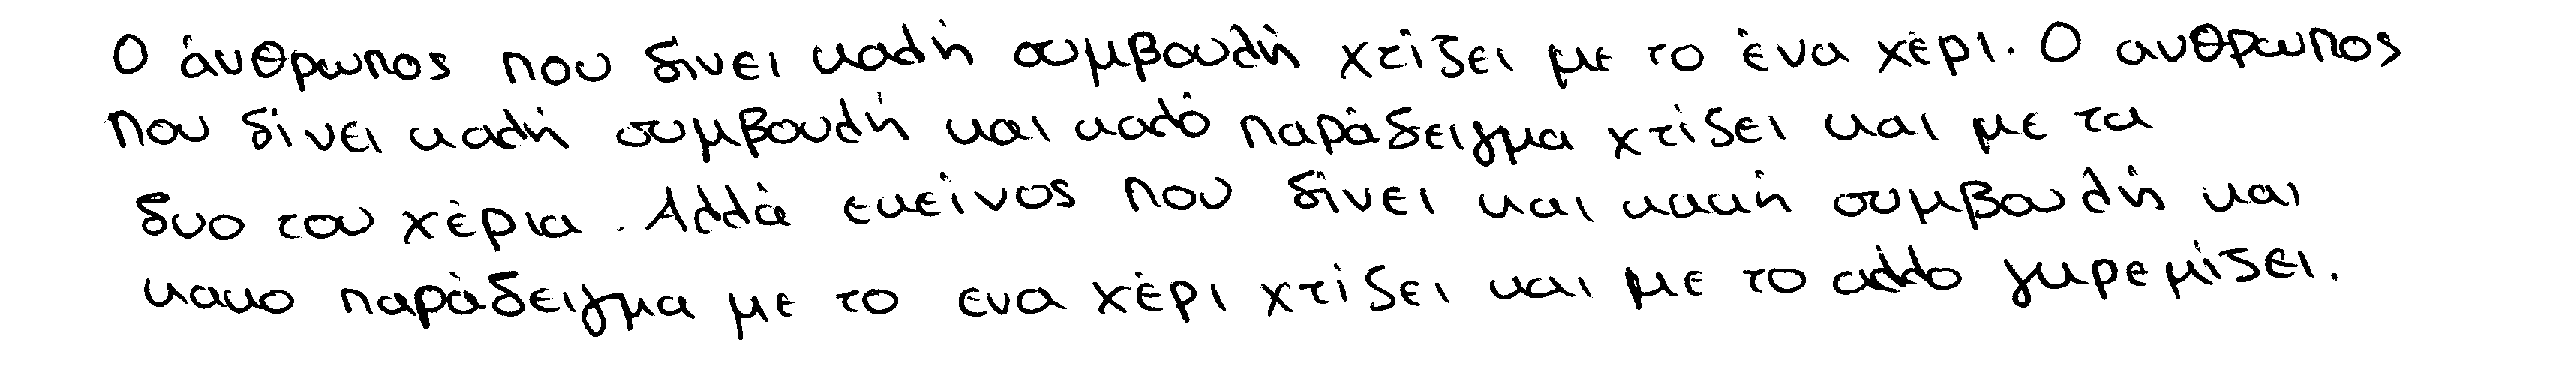 Ο άνθρωπος που δίνει καλή συμβουλή χτίζει με το ένα χέρι. Ο ανθρωπος
που δίνει καλή συμβουλή και καλό παράδειγμα χτίζει και με τα
δυο του χέρια. Αλλά εκείνος που δίνει και κακή συμβουλή και
κακο παράδειγμα με το ενα χέρι χτίζει και με το αλλο γκρεμίζει.